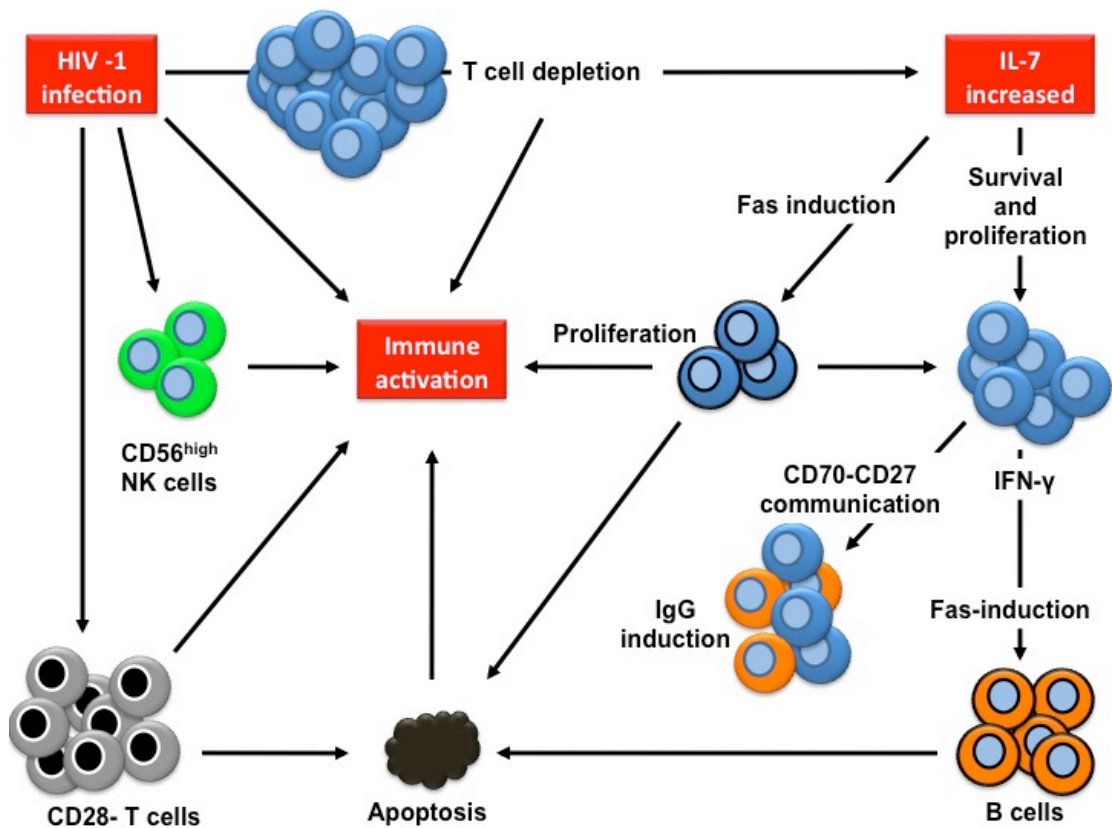 HIV -1
infection
T cell depletion
IL-7
increased
Survival
and
proliferation
Fas induction
Proliferation
Immune
activation
CD56high
NK cells
CD70-CD27
communication
IFN-γ
IgG
induction
Fas-induction
CD28- T cells
Apoptosis
B cells